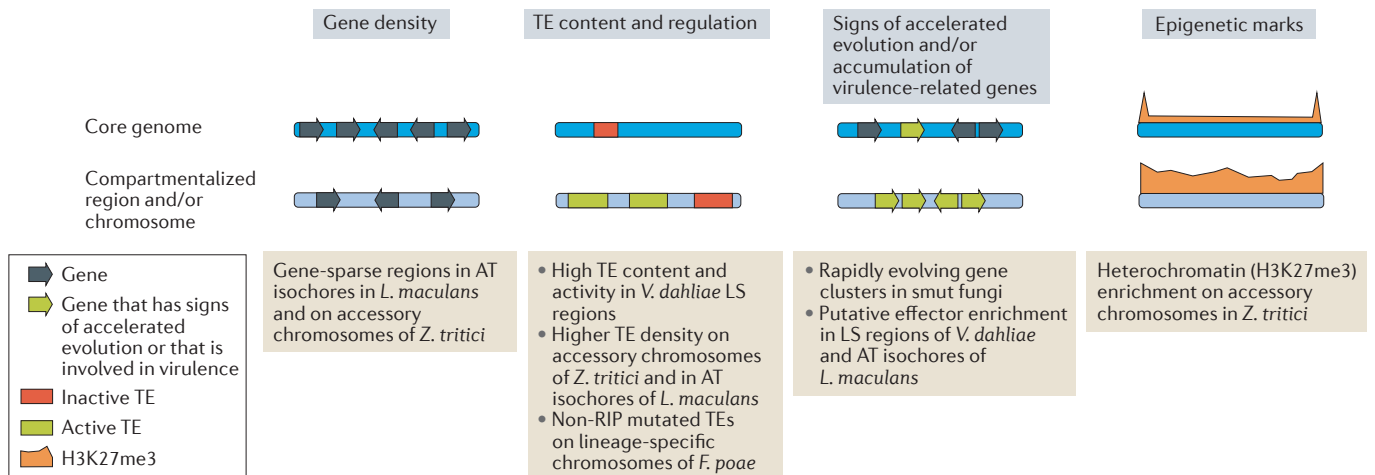 Gene density
TE content and regulation
Signs of accelerated
evolution and/or
accumulation of
virulence-related genes
Epigenetic marks
Core genome
Compartmentalized
region and/or
chromosome
Gene
Gene that has signs
of accelerated
evolution or that is
involved in virulence
Inactive TE
Active TE
H3K27me3
Gene-sparse regions in AT
isochores in L. maculans
and on accessory
chromosomes of Z. tritici
• High TE content and
activity in V. dahliae LS
regions
• Higher TE density on
accessory chromosomes
of Z. tritici and in AT
isochores of L. maculans
• Non-RIP mutated TEs
on lineage-specific
chromosomes of F. poae
• Rapidly evolving gene
clusters in smut fungi
• Putative effector enrichment
in LS regions of V. dahliae
and AT isochores of
L. maculans
Heterochromatin (H3K27me3)
enrichment on accessory
chromosomes in Z. tritici